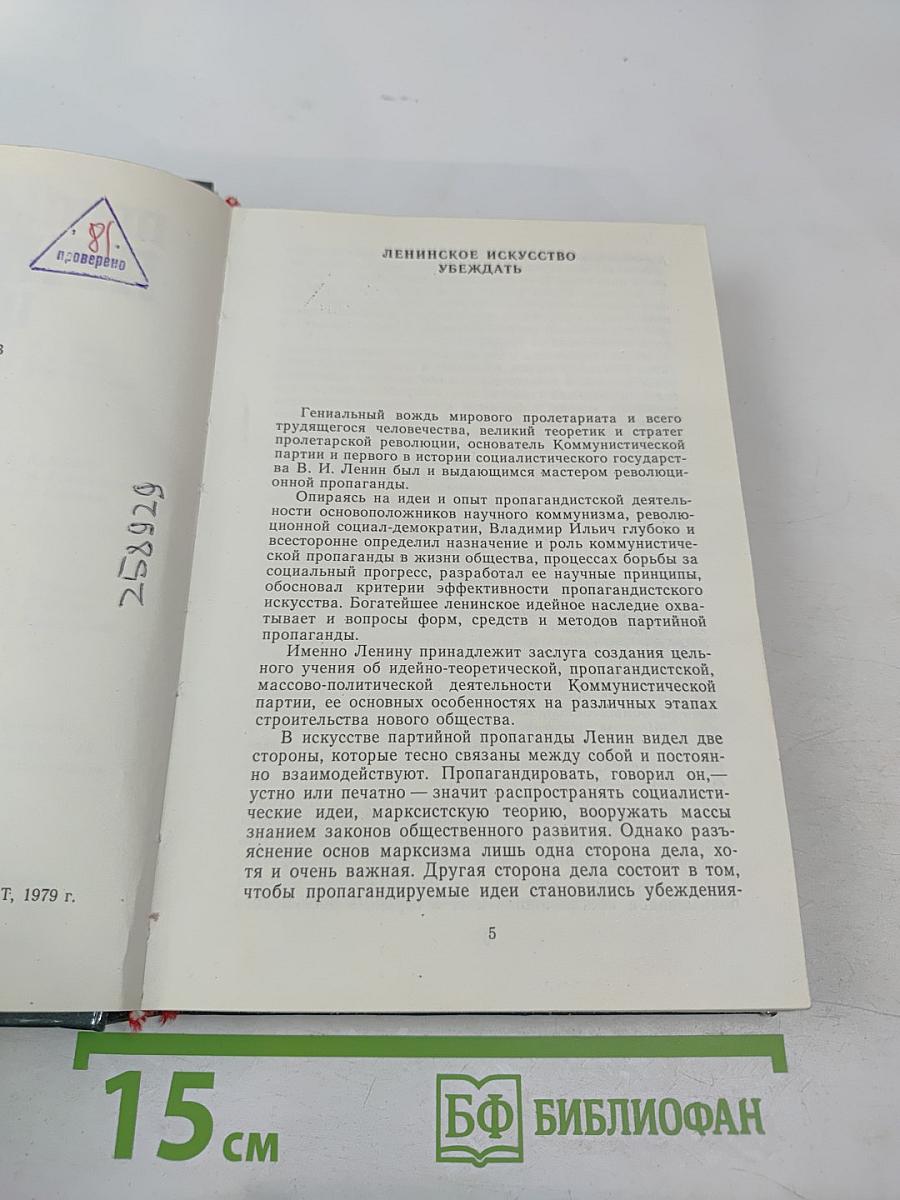 81.
проверено
в
258929
Т, 1979 г.
ЛЕНИНСКОЕ ИСКУССТВО
УБЕЖДАТЬ
Гениальный вождь мирового пролетариата и всего
трудящегося человечества, великий теоретик и стратег
пролетарской революции, основатель Коммунистической
партии и первого в истории социалистического государст-
ва В. И. Ленин был и выдающимся мастером революци-
онной пропаганды.
Опираясь на идеи и опыт пропагандистской деятель-
ности основоположников научного коммунизма, револю-
ционной социал-демократии, Владимир Ильич глубоко и
всесторонне определил назначение и роль коммунистиче-
ской пропаганды в жизни общества, процессах борьбы за
социальный прогресс, разработал ее научные принципы,
обосновал критерии эффективности пропагандистского
искусства. Богатейшее ленинское идейное наследие охва-
тывает и вопросы форм, средств и методов партийной
пропаганды.
Именно Ленину принадлежит заслуга создания цель-
ного учения об идейно-теоретической, пропагандистской,
массово-политической деятельности Коммунистической
партии, ее основных особенностях на различных этапах
строительства нового общества.
В искусстве партийной пропаганды Ленин видел две
стороны, которые тесно связаны между собой и постоян-
но взаимодействуют. Пропагандировать, говорил он,—
устно или печатно — значит распространять социалисти-
ческие идеи, марксистскую теорию, вооружать массы
знанием законов общественного развития. Однако разъ-
яснение основ марксизма лишь одна сторона дела, хо-
тя и очень важная. Другая сторона дела состоит в том,
чтобы пропагандируемые идеи становились убеждения-
5
15 см
БФ БИБЛИОФАН